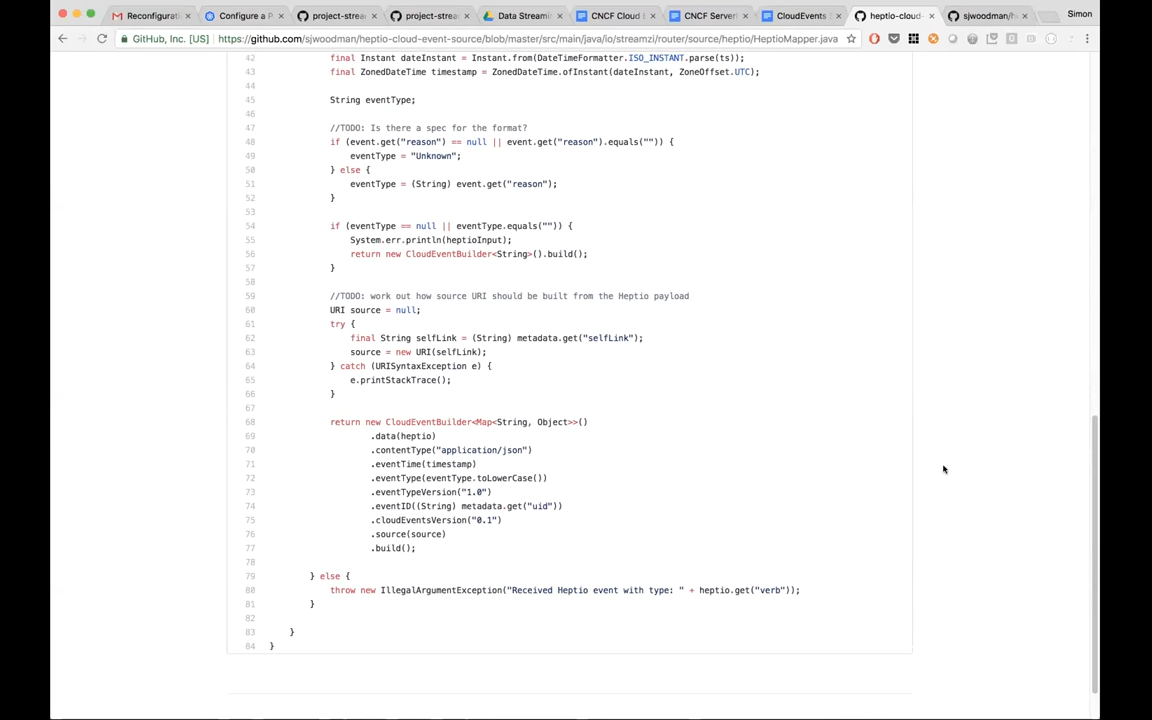 Reconfigurati
Configure a P
project-strea
project-strea
Data Streami
CNCF Cloud
CNCF Server
CloudEvents
heptio-cloud-
sjwoodman/h
Simon
GitHub, Inc. [US] https://github.com/sjwoodman/heptio-cloud-event-source/blob/master/src/main/java/io/streamzi/router/source/heptio/HeptioMapper.java
42 final Instant dateInstant = Instant.from(DateTimeFormatter.ISO_INSTANT.parse(ts));
43 final ZonedDateTime timestamp = ZonedDateTime.ofInstant(dateInstant, ZoneOffset.UTC);
44
45 String eventType;
46
47 //TODO: Is there a spec for the format?
48 if (event.get("reason") == null || event.get("reason").equals("")) {
49 eventType = "Unknown";
50 } else {
51 eventType = (String) event.get("reason");
52 }
53
54 if (eventType == null || eventType.equals("")) {
55 System.err.println(heptioInput);
56 return new CloudEventBuilder<String>().build();
57 }
58
59 //TODO: work out how source URI should be built from the Heptio payload
60 URI source = null;
61 try {
62 final String selfLink = (String) metadata.get("selfLink");
63 source = new URI(selfLink);
64 } catch (URISyntaxException e) {
65 e.printStackTrace();
66 }
67
68 return new CloudEventBuilder<Map<String, Object>>()
69 .data(heptio)
70 .contentType("application/json")
71 .eventTime(timestamp)
72 .eventType(eventType.toLowerCase())
73 .eventTypeVersion("1.0")
74 .eventID((String) metadata.get("uid"))
75 .cloudEventsVersion("0.1")
76 .source(source)
77 .build();
78
79 } else {
80 throw new IllegalArgumentException("Received Heptio event with type: " + heptio.get("verb"));
81 }
82
83 }
84 }